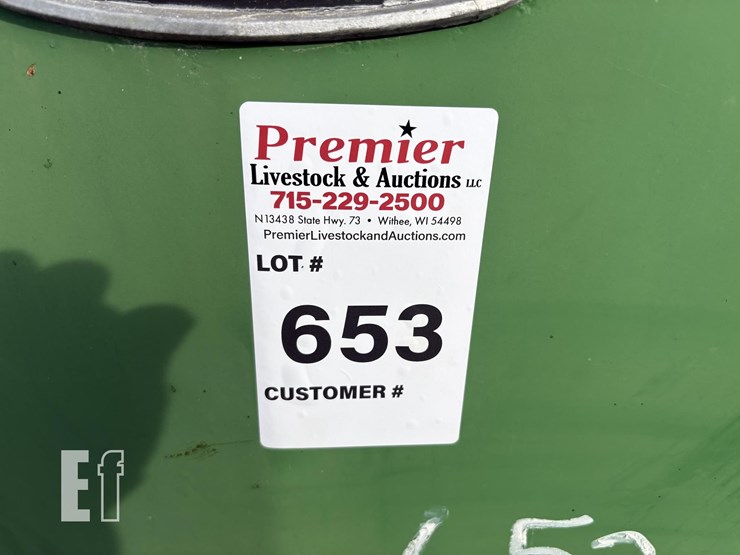 Premier
Livestock & Auctions LLC
715-229-2500
N13438 State Hwy. 73 • Withee, WI 54498
PremierLivestockandAuctions.com
LOT #
653
CUSTOMER #
Ef